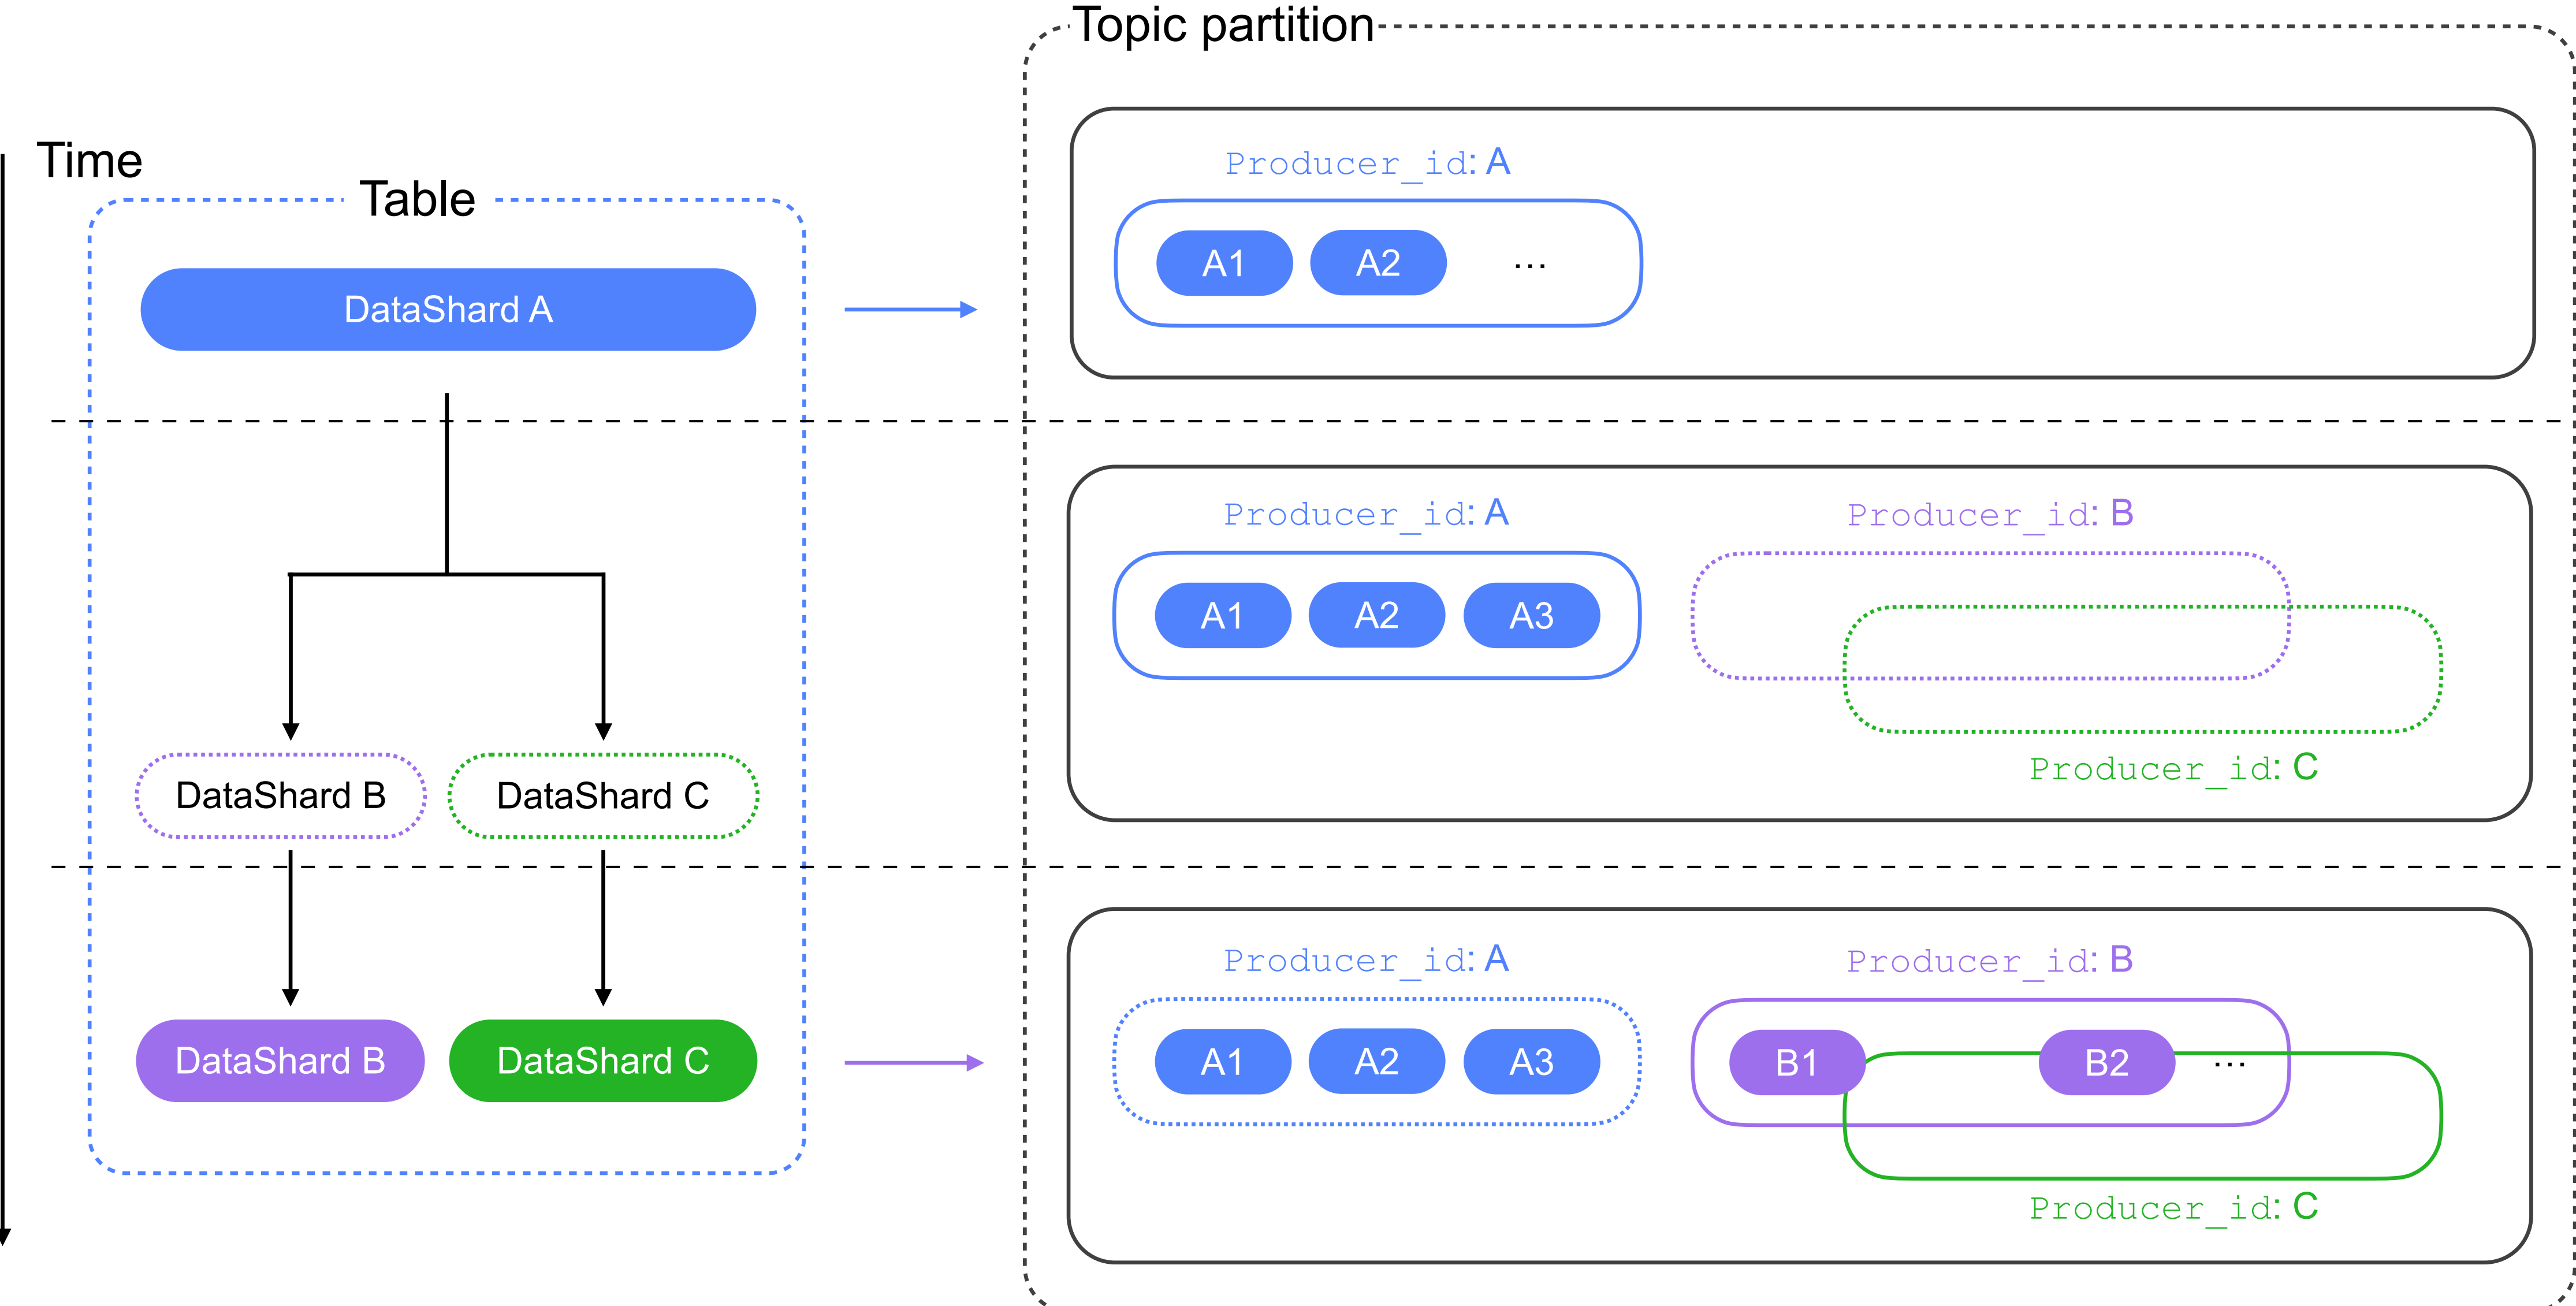 Topic partition
Time
Table
Producer_id: A
A1 A2 ...
DataShard A
Producer_id: A
Producer_id: B
A1 A2 A3
Producer_id: C
DataShard B
DataShard C
Producer_id: A
Producer_id: B
DataShard B
DataShard C
A1 A2 A3
B1 B2 ...
Producer_id: C